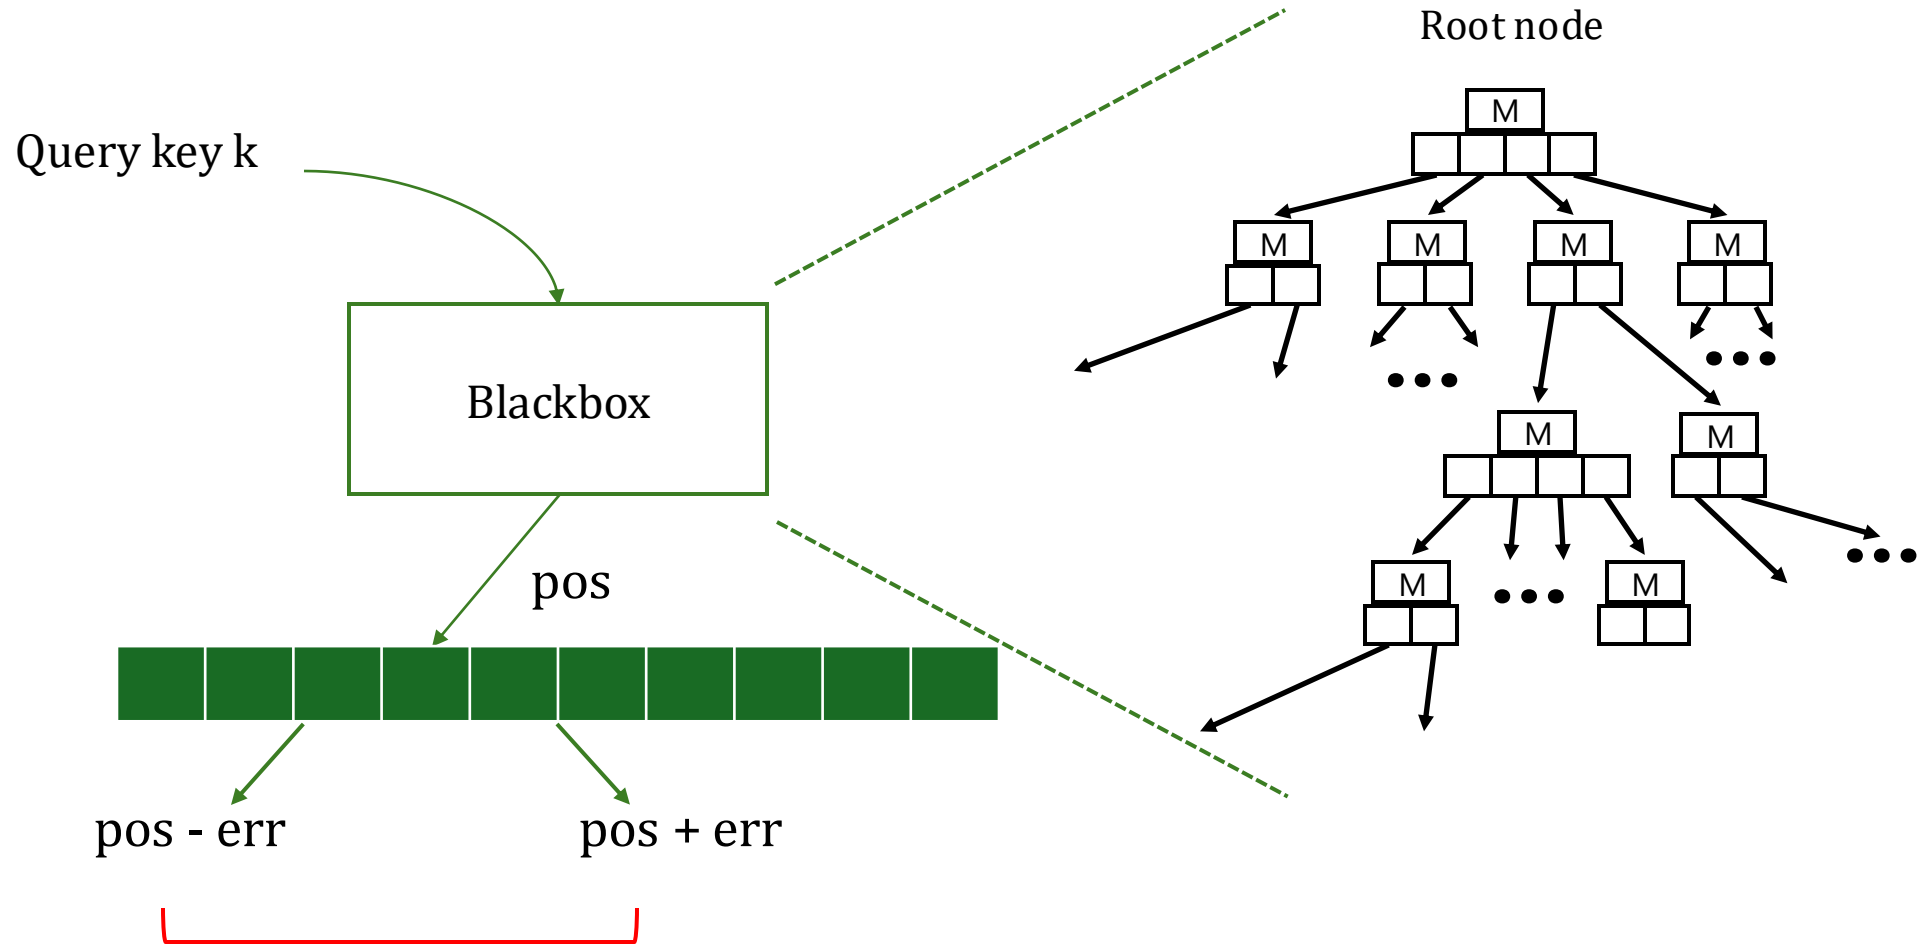 Root node
Query key k
Blackbox
pos
pos - err
pos + err
M
M
M
M
M
M
M
M
M